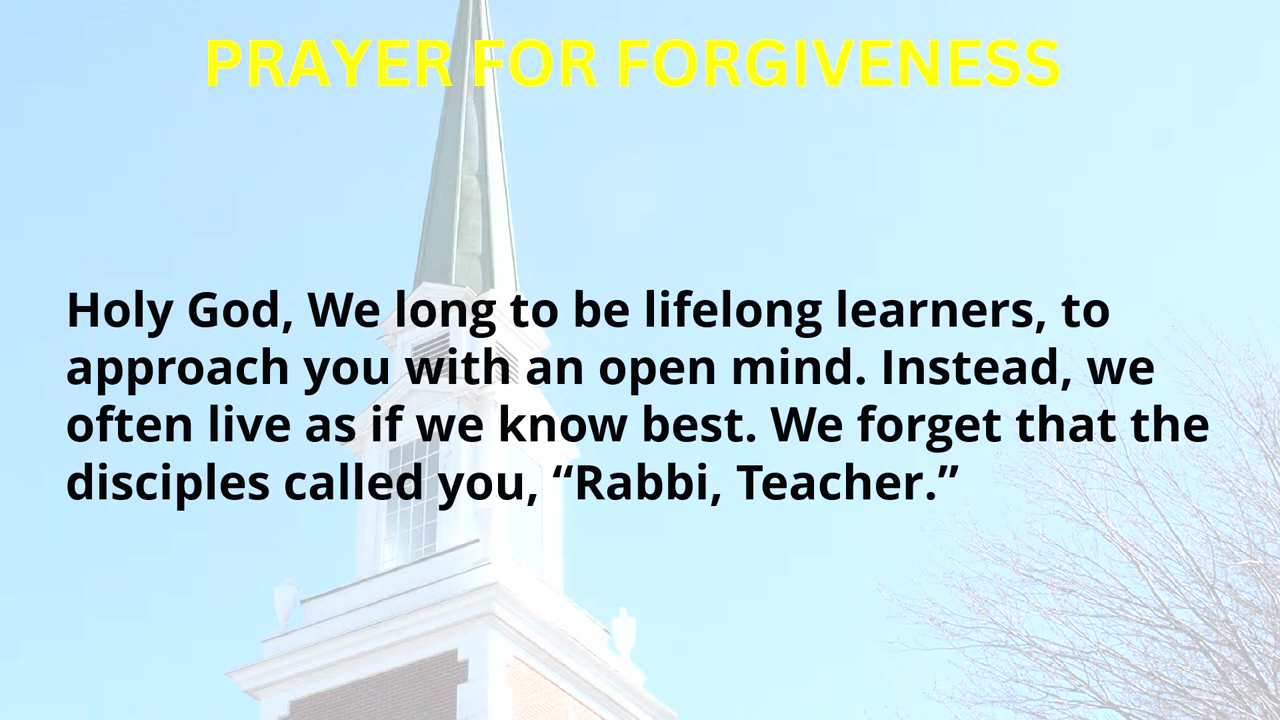 PRAYER FOR FORGIVENESS
Holy God, We long to be lifelong learners, to
approach you with an open mind. Instead, we
often live as if we know best. We forget that the
disciples called you, “Rabbi, Teacher.”